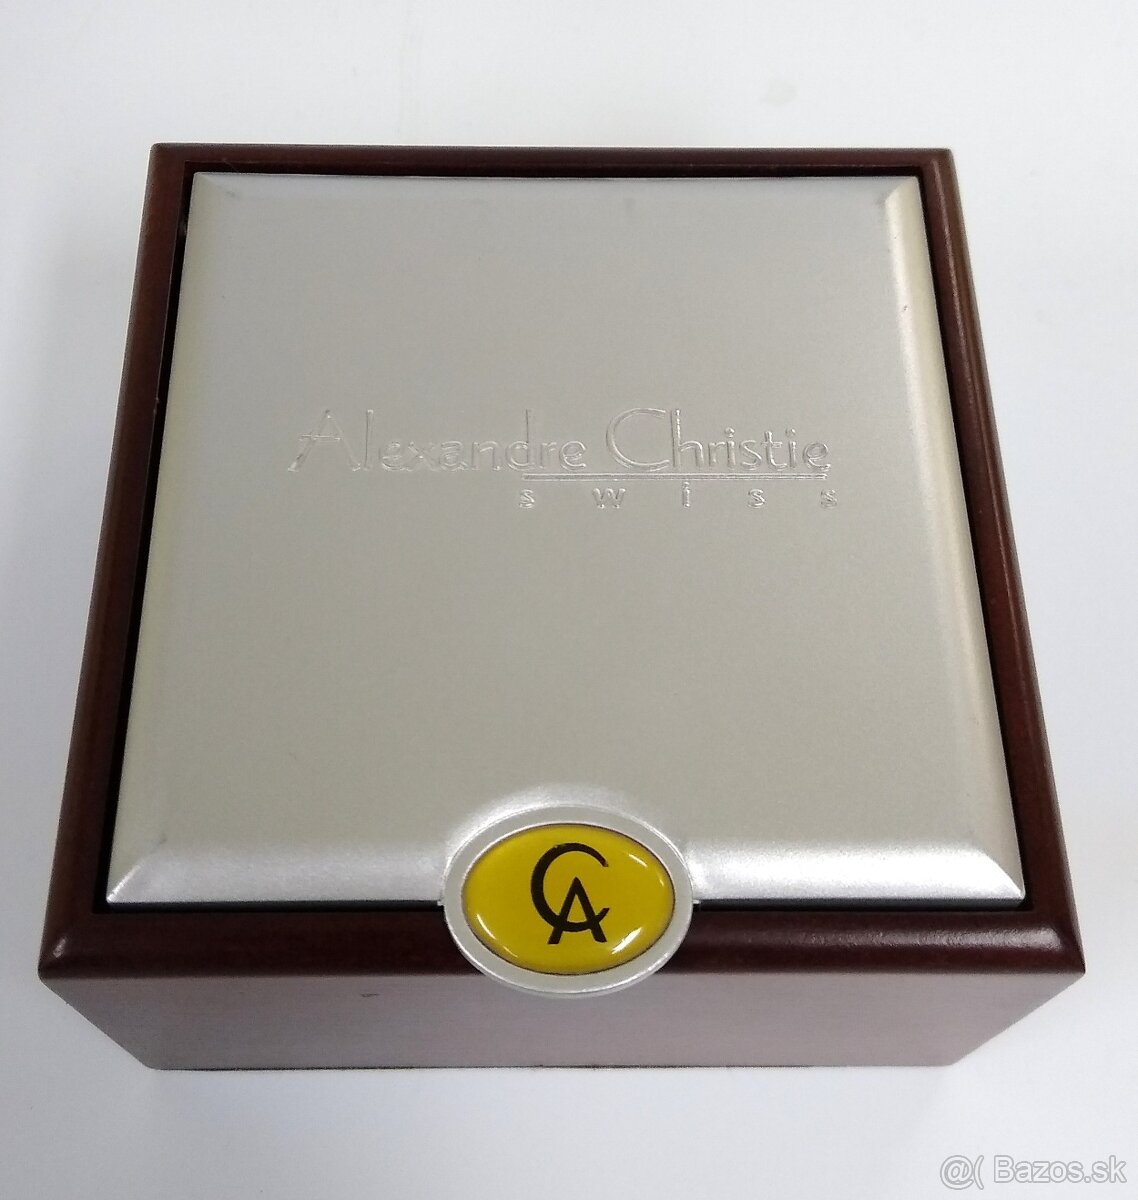 Alexandre Christie
swiss
CA
@( Bazos.sk